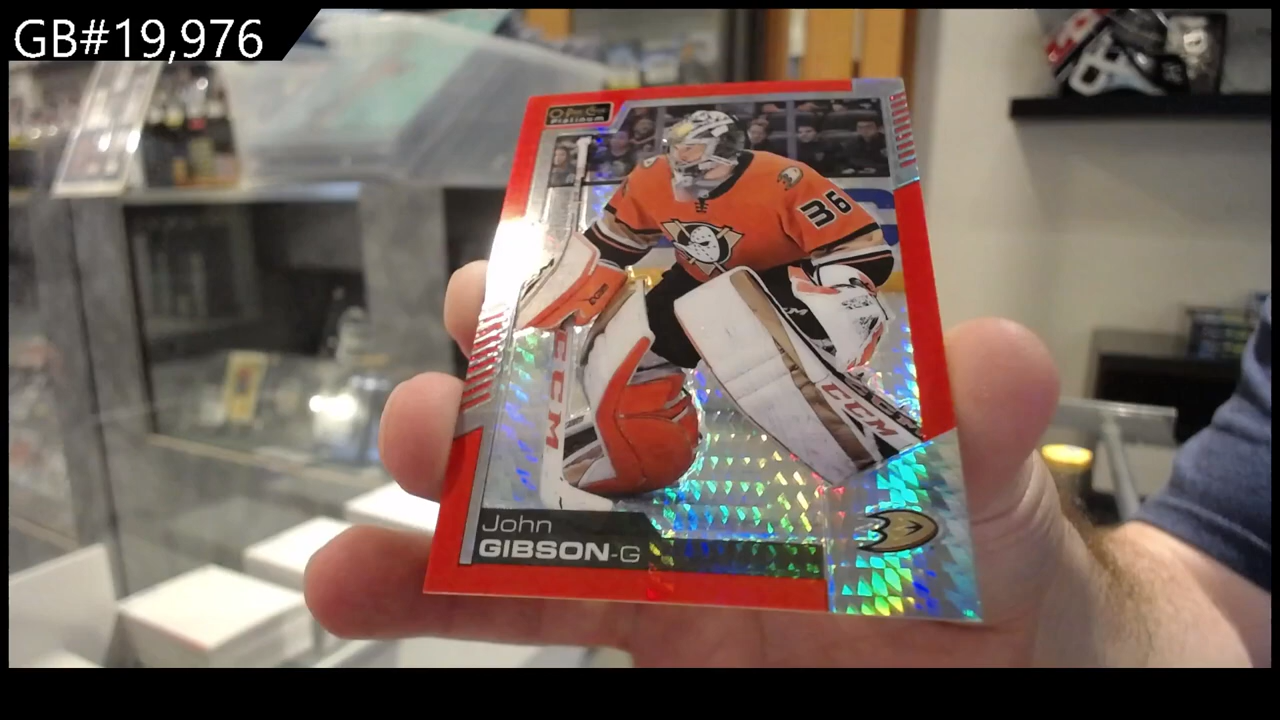 GB#19,976
O-Pee-Chee
Platinum
36
CCM
CCM
John
GIBSON-G